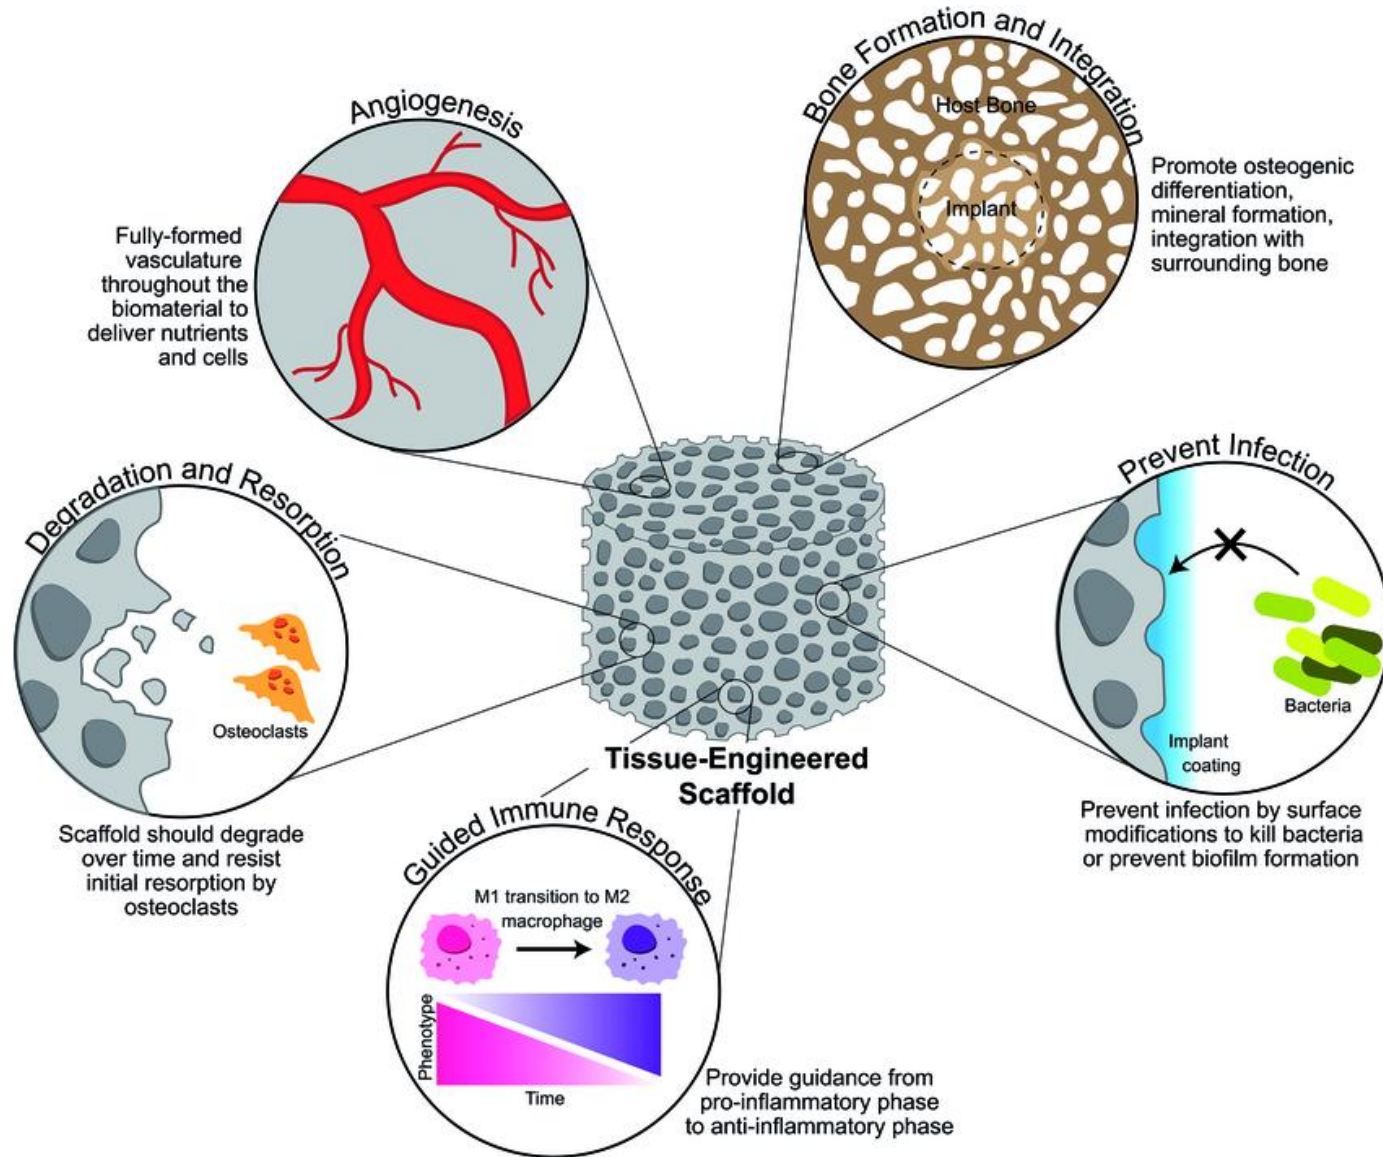 Angiogenesis
Fully-formed
vasculature
throughout the
biomaterial to
deliver nutrients
and cells
Bone Formation and Integration
Host Bone
Implant
Promote osteogenic
differentiation,
mineral formation,
integration with
surrounding bone
Degradation and Resorption
Osteoclasts
Scaffold should degrade
over time and resist
initial resorption by
osteoclasts
Prevent Infection
Bacteria
Implant
coating
Prevent infection by surface
modifications to kill bacteria
or prevent biofilm formation
Tissue-Engineered
Scaffold
Guided Immune Response
M1 transition to M2
macrophage
Phenotype
Time
Provide guidance from
pro-inflammatory phase
to anti-inflammatory phase